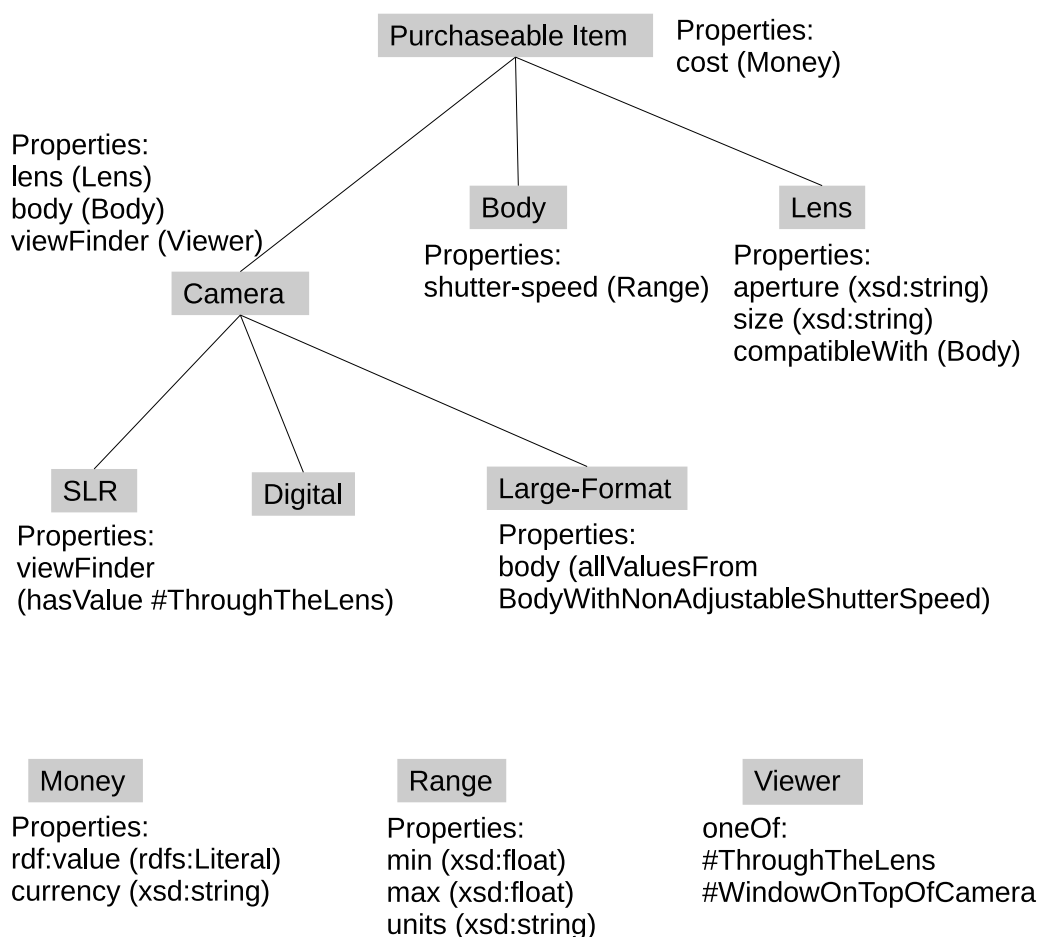 Purchaseable Item
Properties:
cost (Money)
Properties:
lens (Lens)
body (Body)
viewFinder (Viewer)
Camera
Body
Properties:
shutter-speed (Range)
Lens
Properties:
aperture (xsd:string)
size (xsd:string)
compatibleWith (Body)
SLR
Properties:
viewFinder
(hasValue #ThroughTheLens)
Digital
Large-Format
Properties:
body (allValuesFrom
BodyWithNonAdjustableShutterSpeed)
Money
Properties:
rdf:value (rdfs:Literal)
currency (xsd:string)
Range
Properties:
min (xsd:float)
max (xsd:float)
units (xsd:string)
Viewer
oneOf:
#ThroughTheLens
#WindowOnTopOfCamera